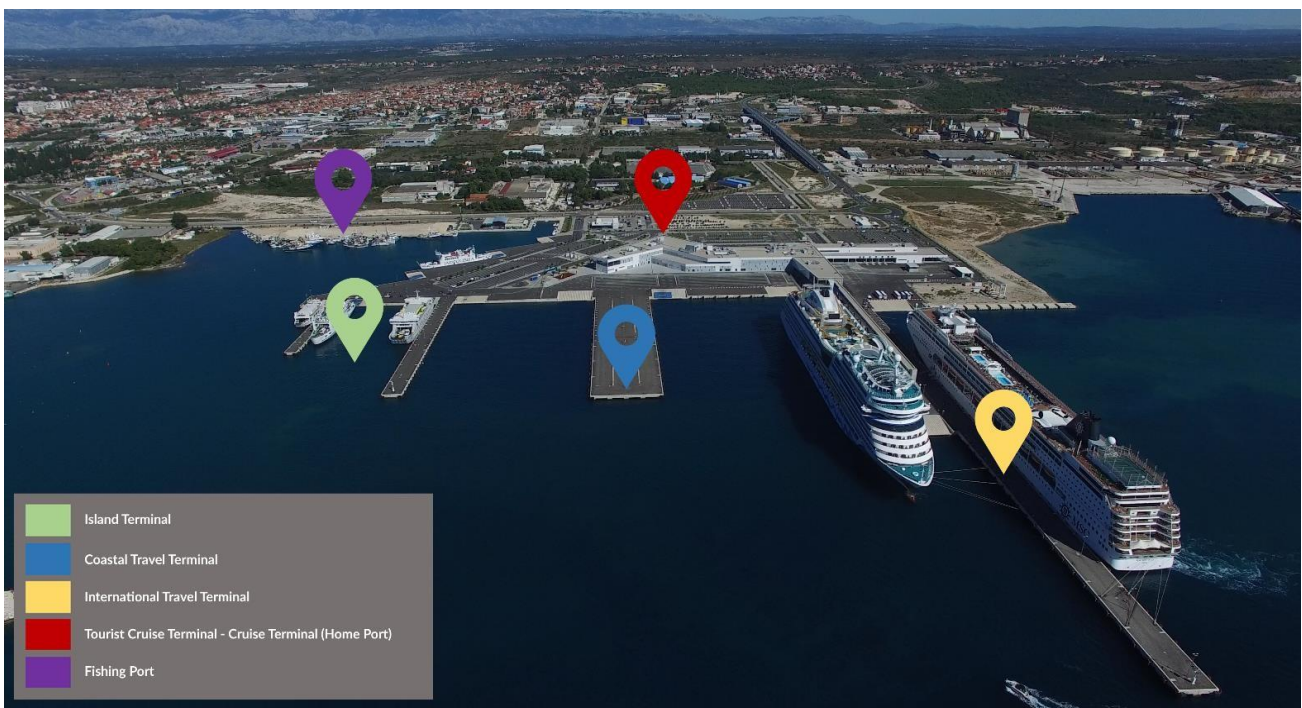 Island Terminal
Coastal Travel Terminal
International Travel Terminal
Tourist Cruise Terminal - Cruise Terminal (Home Port)
Fishing Port